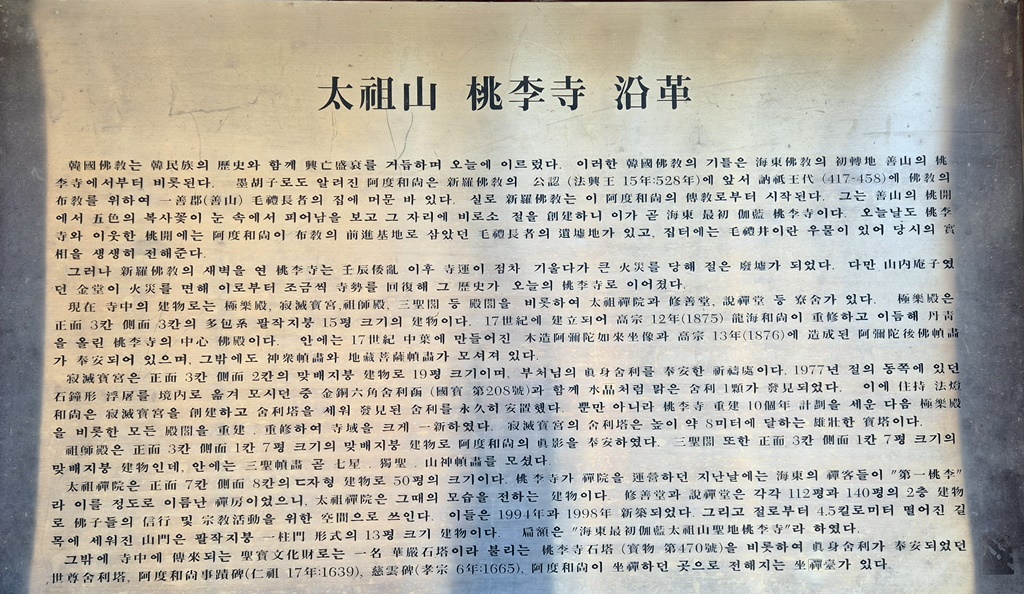 太祖山 桃李寺 沿革
韓國佛敎는 韓民族의 歷史와 함께 興亡盛衰를 거듭하며 오늘에 이르렀다. 이러한 韓國佛敎의 기틀은 海東佛敎의 初轉地 善山의 桃
李寺에서부터 비롯된다. 墨胡子로도 알려진 阿度和尙은 新羅佛敎의 公認 (法興王 15年:528年)에 앞서 訥祇王代 (417-458)에 佛敎의
布敎를 위하여 一善郡(善山) 毛禮長者의 집에 머문 바 있다. 실로 新羅佛敎는 이 阿度和尙의 傳敎로부터 시작된다. 그는 善山의 桃開
에서 五色의 복사꽃이 눈 속에서 피어남을 보고 그 자리에 비로소 절을 創建하니 이가 곧 海東 最初 伽藍 桃李寺이다. 오늘날도 桃李
寺와 이웃한 桃開에는 阿度和尙이 布敎의 前進基地로 삼았던 毛禮長者의 遺墟地가 있고, 집터에는 毛禮井이란 우물이 있어 당시의 實
相을 생생히 전해준다.
그러나 新羅佛敎의 새벽을 연 桃李寺는 壬辰倭亂 이후 寺運이 점차 기울다가 큰 火災를 당해 절은 廢墟가 되었다. 다만 山内庵子였
던 金堂이 火災를 면해 이로부터 조금씩 寺勢를 回復해 그 歷史가 오늘의 桃李寺로 이어졌다.
現在 寺中의 建物로는 極樂殿, 寂滅寶宮,祖師殿, 三聖閣 등 殿閣을 비롯하여 太祖禪院과 修善堂, 說禪堂 等 寮舍가 있다. 極樂殿은
正面 3칸 側面 3칸의 多包系 팔작지붕 15평 크기의 建物이다. 17世紀에 建立되어 高宗 12年(1875) 龍海和尙이 重修하고 이듬해 丹靑
을 올린 桃李寺의 中心 佛殿이다. 안에는 17世紀 中葉에 만들어진 木造阿彌陀如來坐像과 高宗 13年(1876)에 造成된 阿彌陀後佛幀畵
가 奉安되어 있으며, 그밖에도 神衆幀畵와 地藏菩薩幀畵가 모셔져 있다.
寂滅寶宮은 正面 3칸 側面 2칸의 맞배지붕 建物로 19평 크기이며, 부처님의 眞身舍利를 奉安한 祈禱處이다. 1977년 절의 동쪽에 있던
石鐘形 浮屠를 境内로 옮겨 모시던 중 金銅六角舍利函 (國寶 第208號)과 함께 水晶처럼 맑은 舍利 1顆가 發見되었다. 이에 住持 法燈
和尙은 寂滅寶宮을 創建하고 舍利塔을 세워 發見된 舍利를 永久히 安置했다. 뿐만 아니라 桃李寺 重建 10個年 計劃을 세운 다음 極樂殿
을 비롯한 모든 殿閣을 重建 . 重修하여 寺域을 크게 一新하였다. 寂滅寶宮의 舍利塔은 높이 약 8미터에 달하는 雄壯한 寶塔이다.
祖師殿은 正面 3칸 側面 1칸 7평 크기의 맞배지붕 建物로 阿度和尙의 眞影을 奉安하였다. 三聖閣 또한 正面 3칸 側面 1칸 7평 크기의
맞배지붕 建物인데, 안에는 三聖幀畵 곧 七星 . 獨聖 . 山神幀畵를 모셨다.
太祖禪院은 正面 7칸 側面 8칸의 ㄷ자형 建物로 50평의 크기이다. 桃李寺가 禪院을 運營하던 지난날에는 海東의 禪客들이 "第一桃李"
라 이를 정도로 이름난 禪房이었으니, 太祖禪院은 그때의 모습을 전하는 建物이다. 修善堂과 說禪堂은 각각 112평과 140평의 2層 建物
로 佛子들의 信行 및 宗敎活動을 위한 空間으로 쓰인다. 이들은 1994年과 1998年 新築되었다. 그리고 절로부터 4.5킬로미터 떨어진 길
목에 세워진 山門은 팔작지붕 一柱門 形式의 13평 크기 建物이다. 扁額은 "海東最初伽藍太祖山聖地桃李寺"라 하였다.
그밖에 寺中에 傳來되는 聖寶文化財로는 一名 華嚴石塔이라 불리는 桃李寺石塔 (寶物 第470號)을 비롯하여 眞身舍利가 奉安되었던
世尊舍利塔, 阿度和尙事蹟碑(仁祖 17年:1639), 慈雲碑(孝宗 6年:1665), 阿度和尙이 坐禪하던 곳으로 전해지는 坐禪臺가 있다.